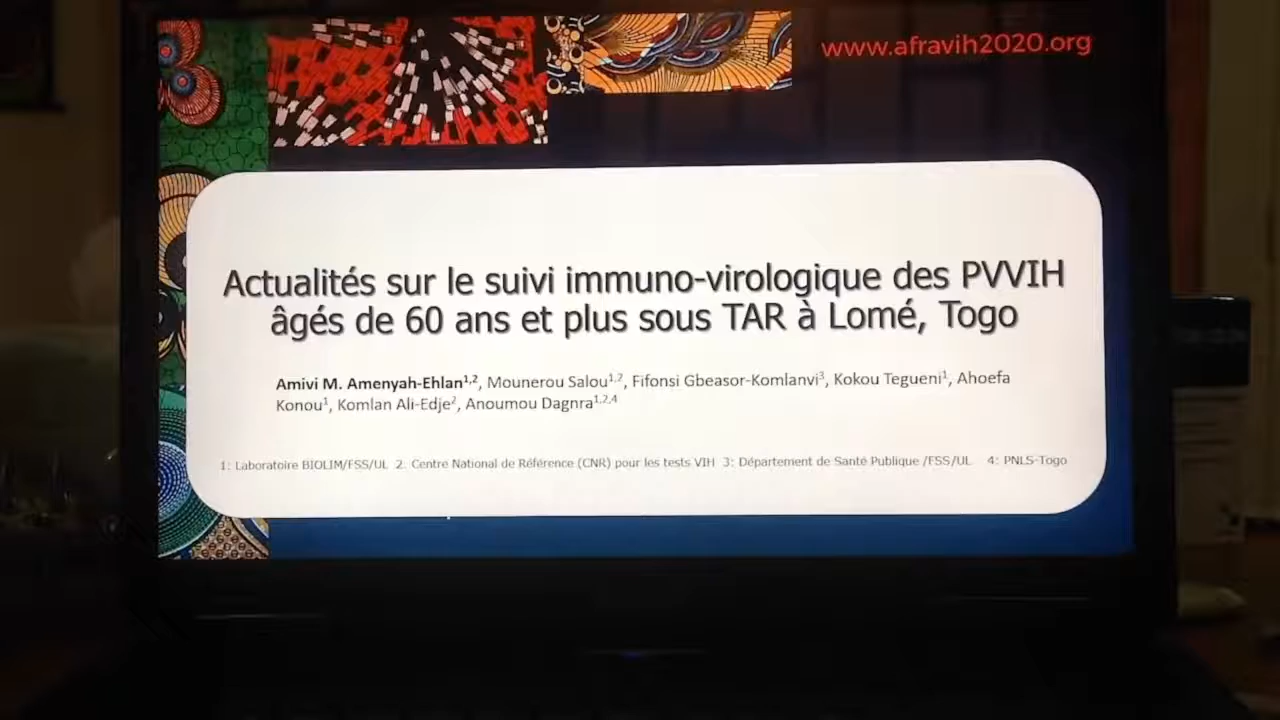 www.afravih2020.org
Actualités sur le suivi immuno-virologique des PVVIH
âgés de 60 ans et plus sous TAR à Lomé, Togo
Amivi M. Amenyah-Ehlan¹,², Mounerou Salou¹,², Fifonsi Gbeasor-Komlanvi³, Kokou Tegueni¹, Ahoefa
Konou¹, Komlan Ali-Edje², Anoumou Dagnra¹,²,⁴
1: Laboratoire BIOLIM/FSS/UL 2. Centre National de Référence (CNR) pour les tests VIH 3: Département de Santé Publique /FSS/UL 4: PNLS-Togo